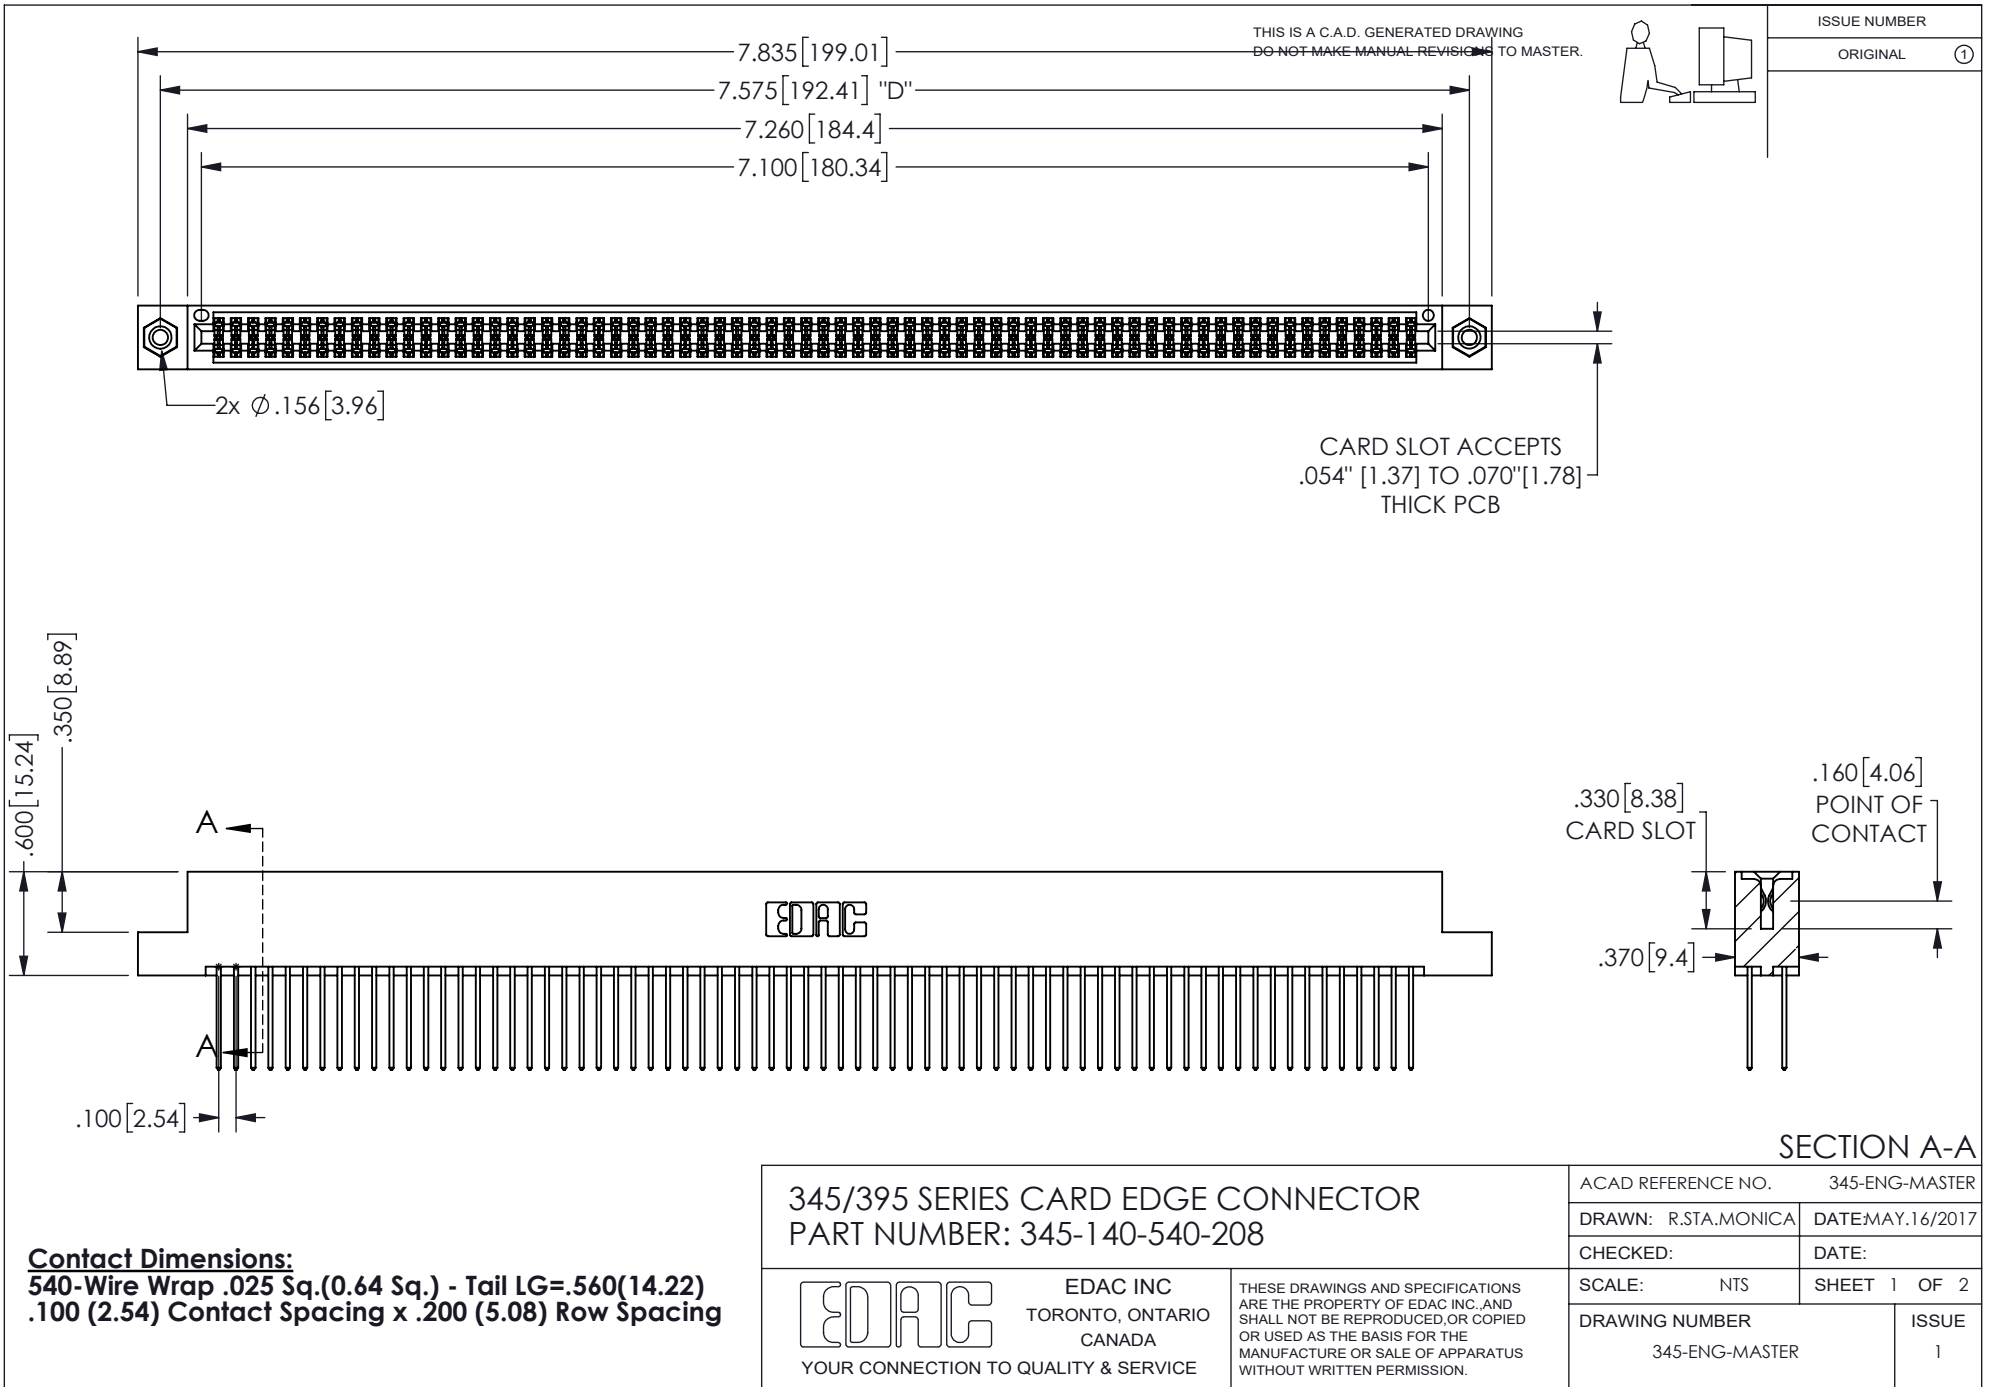 THIS IS A C.A.D. GENERATED DRAWING
DO NOT MAKE MANUAL REVISIONS TO MASTER.
ISSUE NUMBER
ORIGINAL 1
7.835[199.01]
7.575[192.41] "D"
7.260[184.4]
7.100[180.34]
2x Ø.156[3.96]
CARD SLOT ACCEPTS
.054" [1.37] TO .070"[1.78]
THICK PCB
.350[8.89]
.600[15.24]
A
EDAC
A
.100[2.54]
.330[8.38]
CARD SLOT
.160[4.06]
POINT OF
CONTACT
.370[9.4]
SECTION A-A
Contact Dimensions:
540-Wire Wrap .025 Sq.(0.64 Sq.) - Tail LG=.560(14.22)
.100 (2.54) Contact Spacing x .200 (5.08) Row Spacing
345/395 SERIES CARD EDGE CONNECTOR
PART NUMBER: 345-140-540-208
EDAC
EDAC INC
TORONTO, ONTARIO
CANADA
YOUR CONNECTION TO QUALITY & SERVICE
THESE DRAWINGS AND SPECIFICATIONS
ARE THE PROPERTY OF EDAC INC.,AND
SHALL NOT BE REPRODUCED,OR COPIED
OR USED AS THE BASIS FOR THE
MANUFACTURE OR SALE OF APPARATUS
WITHOUT WRITTEN PERMISSION.
ACAD REFERENCE NO. 345-ENG-MASTER
DRAWN: R.STA.MONICA DATE:MAY.16/2017
CHECKED: DATE:
SCALE: NTS SHEET 1 OF 2
DRAWING NUMBER ISSUE
345-ENG-MASTER 1